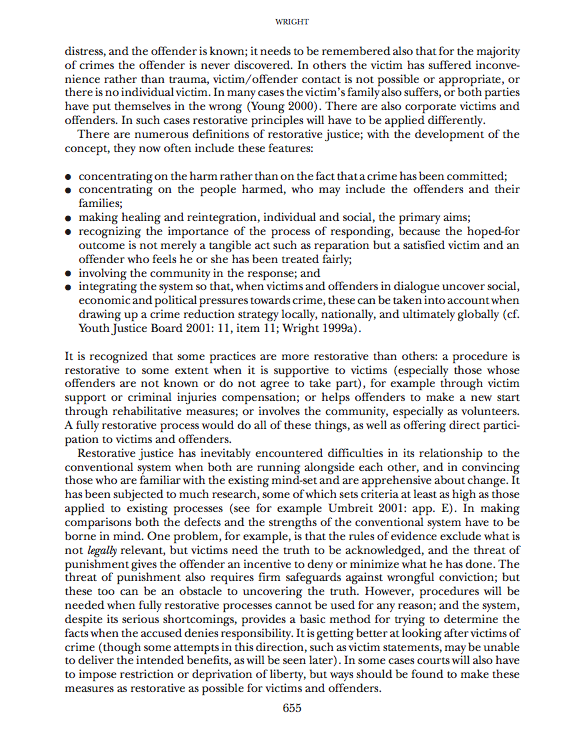 WRIGHT
distress, and the offender is known; it needs to be remembered also that for the majority
of crimes the offender is never discovered. In others the victim has suffered inconve-
nience rather than trauma, victim/offender contact is not possible or appropriate, or
there is no individual victim. In many cases the victim's family also suffers, or both parties
have put themselves in the wrong (Young 2000). There are also corporate victims and
offenders. In such cases restorative principles will have to be applied differently.
There are numerous definitions of restorative justice; with the development of the
concept, they now often include these features:
● concentrating on the harm rather than on the fact that a crime has been committed;
● concentrating on the people harmed, who may include the offenders and their
families;
● making healing and reintegration, individual and social, the primary aims;
● recognizing the importance of the process of responding, because the hoped-for
outcome is not merely a tangible act such as reparation but a satisfied victim and an
offender who feels he or she has been treated fairly;
● involving the community in the response; and
● integrating the system so that, when victims and offenders in dialogue uncover social,
economic and political pressures towards crime, these can be taken into account when
drawing up a crime reduction strategy locally, nationally, and ultimately globally (cf.
Youth Justice Board 2001: 11, item 11; Wright 1999a).
It is recognized that some practices are more restorative than others: a procedure is
restorative to some extent when it is supportive to victims (especially those whose
offenders are not known or do not agree to take part), for example through victim
support or criminal injuries compensation; or helps offenders to make a new start
through rehabilitative measures; or involves the community, especially as volunteers.
A fully restorative process would do all of these things, as well as offering direct partici-
pation to victims and offenders.
Restorative justice has inevitably encountered difficulties in its relationship to the
conventional system when both are running alongside each other, and in convincing
those who are familiar with the existing mind-set and are apprehensive about change. It
has been subjected to much research, some of which sets criteria at least as high as those
applied to existing processes (see for example Umbreit 2001: app. E). In making
comparisons both the defects and the strengths of the conventional system have to be
borne in mind. One problem, for example, is that the rules of evidence exclude what is
not legally relevant, but victims need the truth to be acknowledged, and the threat of
punishment gives the offender an incentive to deny or minimize what he has done. The
threat of punishment also requires firm safeguards against wrongful conviction; but
these too can be an obstacle to uncovering the truth. However, procedures will be
needed when fully restorative processes cannot be used for any reason; and the system,
despite its serious shortcomings, provides a basic method for trying to determine the
facts when the accused denies responsibility. It is getting better at looking after victims of
crime (though some attempts in this direction, such as victim statements, may be unable
to deliver the intended benefits, as will be seen later). In some cases courts will also have
to impose restriction or deprivation of liberty, but ways should be found to make these
measures as restorative as possible for victims and offenders.
655